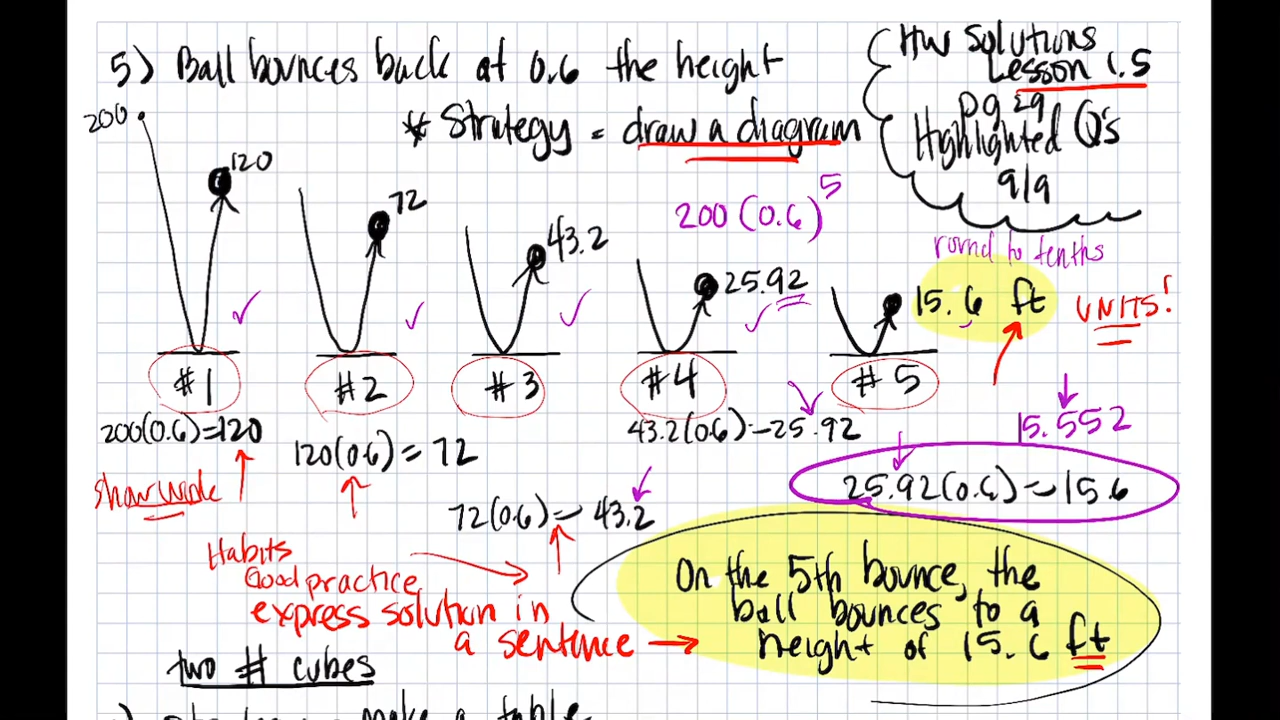 5) Ball bounces back at 0.6 the height
* Strategy = draw a diagram
HW Solutions
Lesson 1.5
pg 29
Highlighted Q's
9/9
200
120
72
43.2
25.92
200(0.6)^5
round to tenths
15.6 ft
UNITS!
#1
#2
#3
#4
#5
200(0.6)=120
120(0.6)=72
72(0.6)=43.2
43.2(0.6)=25.92
15.552
25.92(0.6)=15.6
show work
Habits
Good practice
express solution in
a sentence →
On the 5th bounce, the
ball bounces to a
height of 15.6 ft
two # cubes
make a table